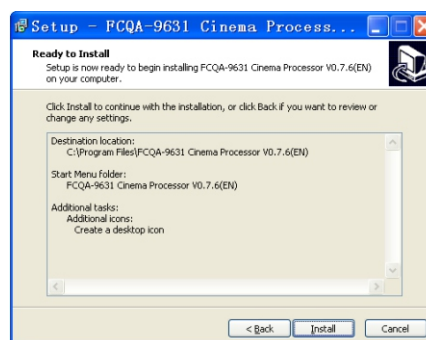 Setup - FCQA-9631 Cinema Process...
Ready to Install
Setup is now ready to begin installing FCQA-9631 Cinema Processor V0.7.6(EN)
on your computer.
Click Install to continue with the installation, or click Back if you want to review or
change any settings.
Destination location:
C:\Program Files\FCQA-9631 Cinema Processor V0.7.6(EN)
Start Menu folder:
FCQA-9631 Cinema Processor V0.7.6(EN)
Additional tasks:
Additional icons:
Create a desktop icon
< Back
Install
Cancel